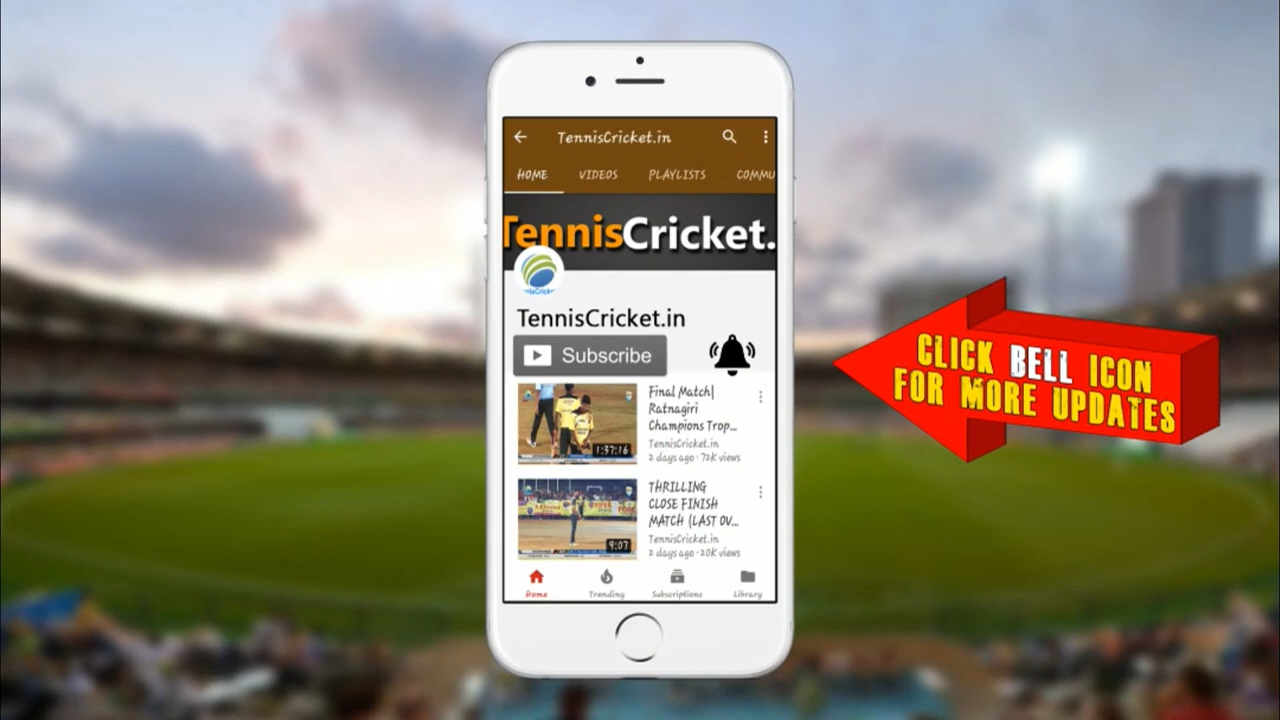 TennisCricket.in
HOME VIDEOS PLAYLISTS COMMU
TennisCricket.
TennisCricket.in
Subscribe
Final Match|
Ratnagiri
Champions Trop...
TennisCricket.in
2 days ago · 72K views
1:37:16
THRILLING
CLOSE FINISH
MATCH (LAST OV...
TennisCricket.in
2 days ago · 20K views
9:07
Home Trending Subscriptions Library
CLICK BELL ICON
FOR MORE UPDATES